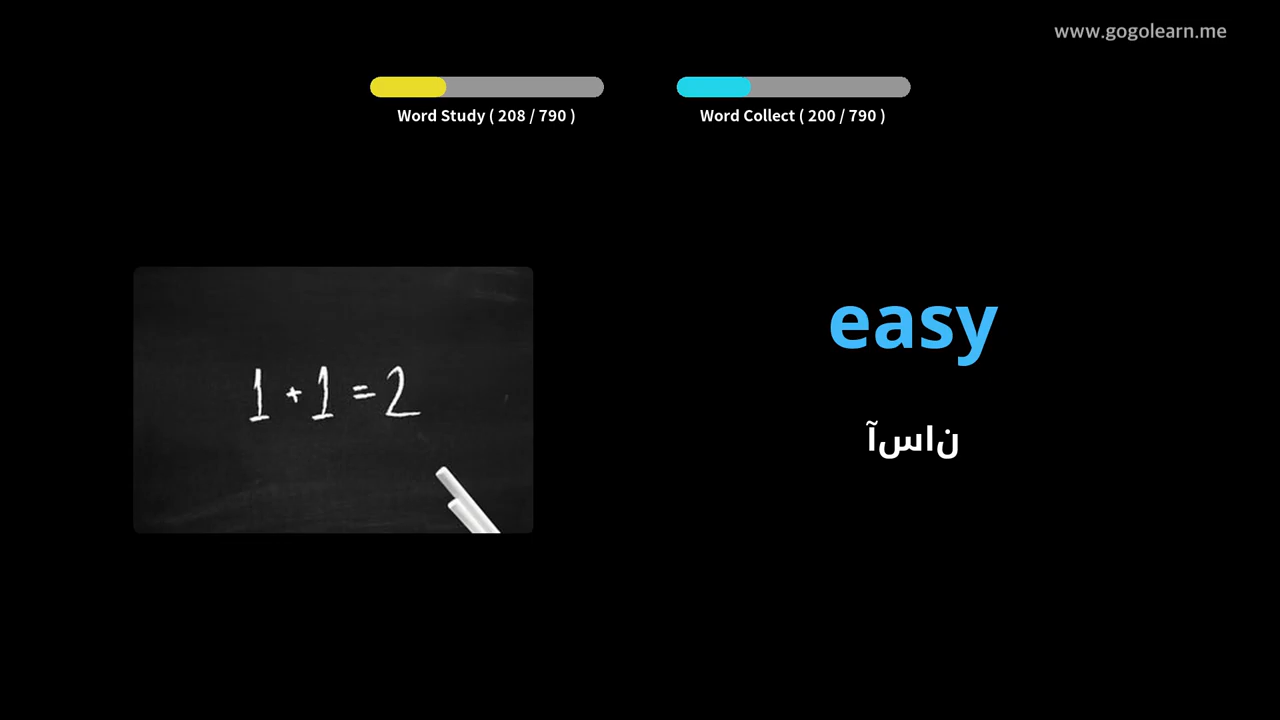 www.gogolearn.me
Word Study ( 208 / 790 )
Word Collect ( 200 / 790 )
easy
آسان
1 + 1 = 2